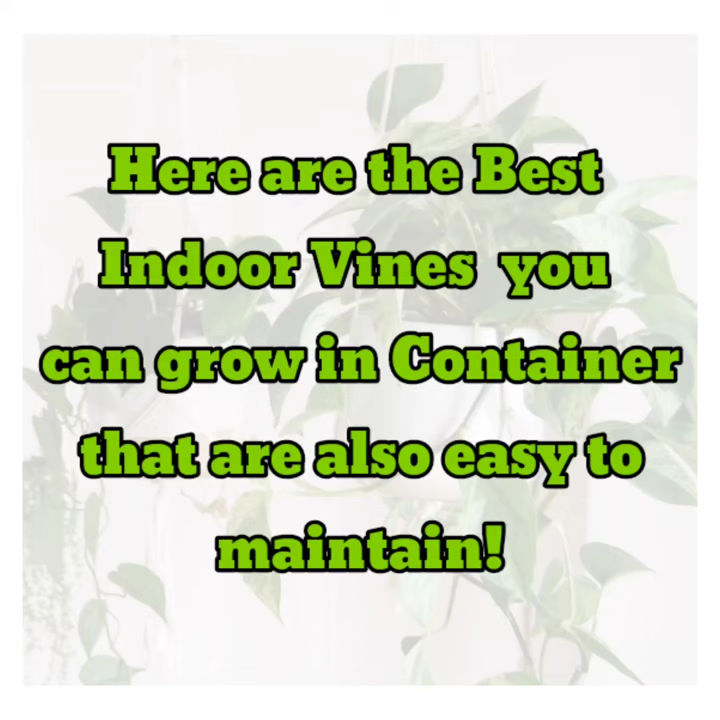 Here are the Best
Indoor Vines you
can grow in Container
that are also easy to
maintain!